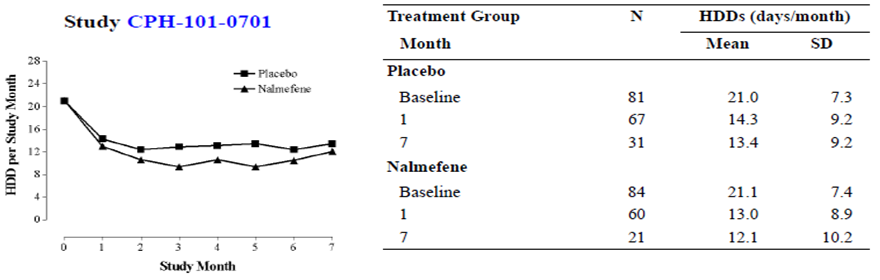 Study CPH-101-0701
HDD per Study Month
28
24
20
16
12
8
4
0
Placebo
Nalmefene
0 1 2 3 4 5 6 7
Study Month
Treatment Group N HDDs (days/month)
Month Mean SD
Placebo
Baseline 81 21.0 7.3
1 67 14.3 9.2
7 31 13.4 9.2
Nalmefene
Baseline 84 21.1 7.4
1 60 13.0 8.9
7 21 12.1 10.2